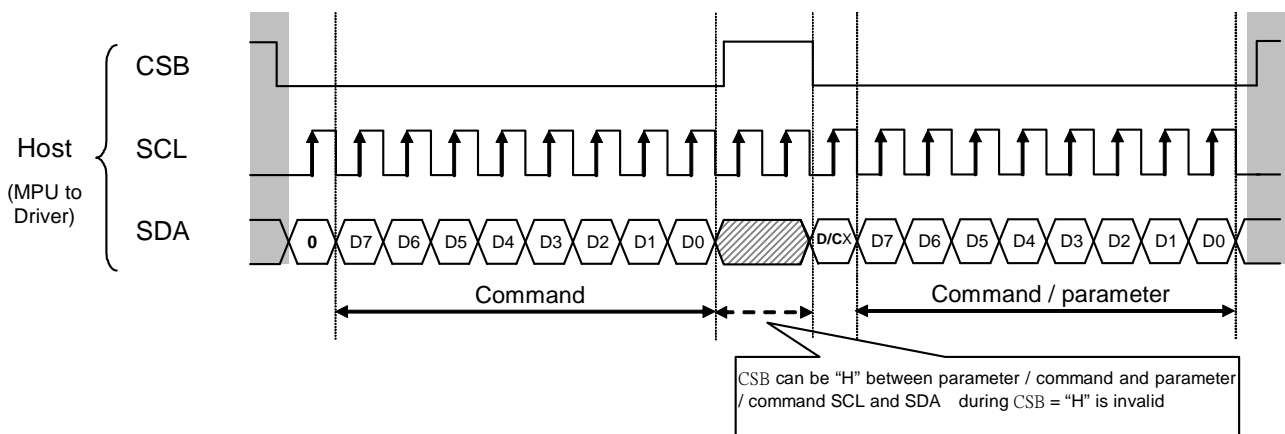 CSB
SCL
Host
(MPU to
Driver)
SDA
0 D7 D6 D5 D4 D3 D2 D1 D0 D/CX D7 D6 D5 D4 D3 D2 D1 D0
Command
Command / parameter
CSB can be “H” between parameter / command and parameter
/ command SCL and SDA during CSB = “H” is invalid